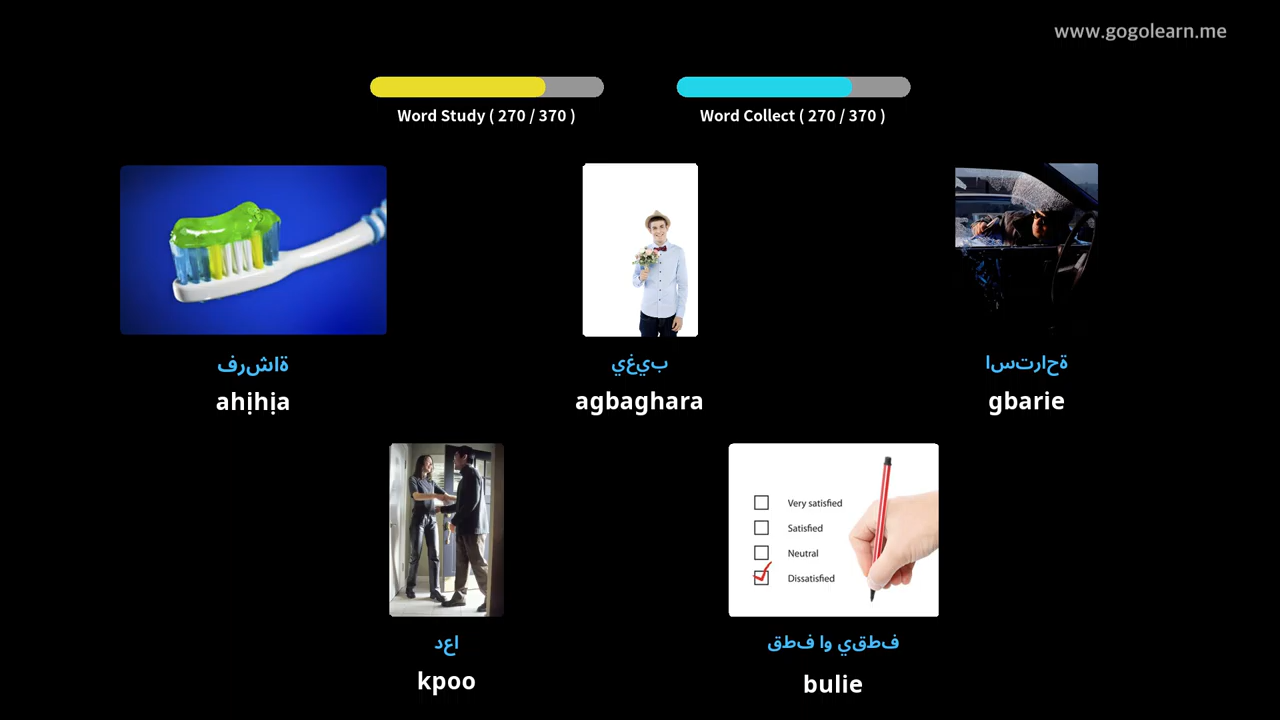 www.gogolearn.me
Word Study ( 270 / 370 )
Word Collect ( 270 / 370 )
ةاشرف
ahịhịa
بيغي
agbaghara
ةحارتسا
gbarie
Very satisfied
Satisfied
Neutral
Dissatisfied
اعد
kpoo
فطقي وا فطق
bulie